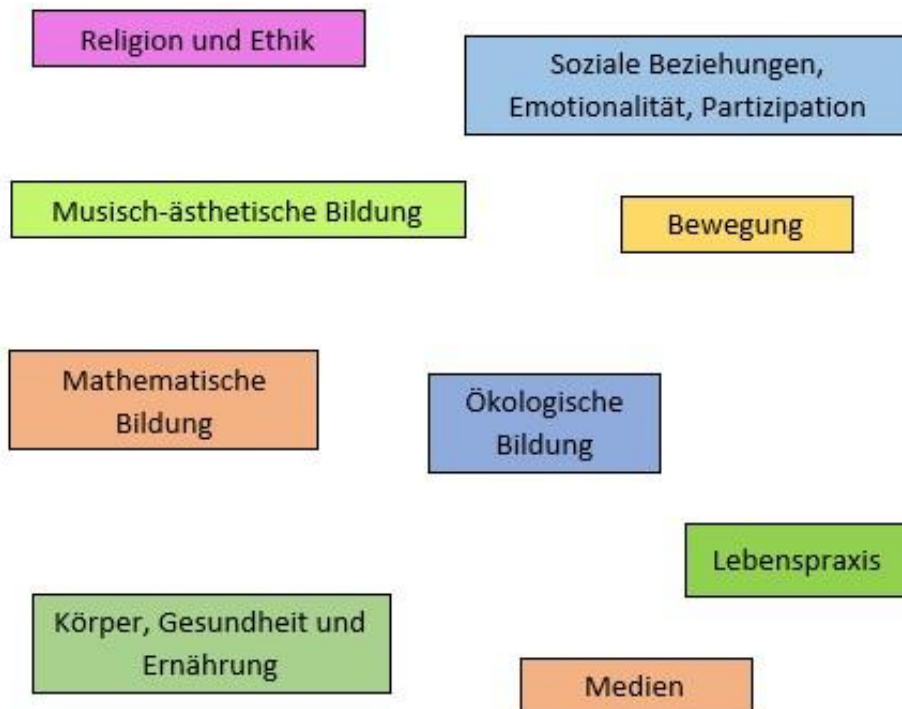 Religion und Ethik
Soziale Beziehungen,
Emotionalität, Partizipation
Musisch-ästhetische Bildung
Bewegung
Mathematische
Bildung
Ökologische
Bildung
Lebenspraxis
Körper, Gesundheit und
Ernährung
Medien